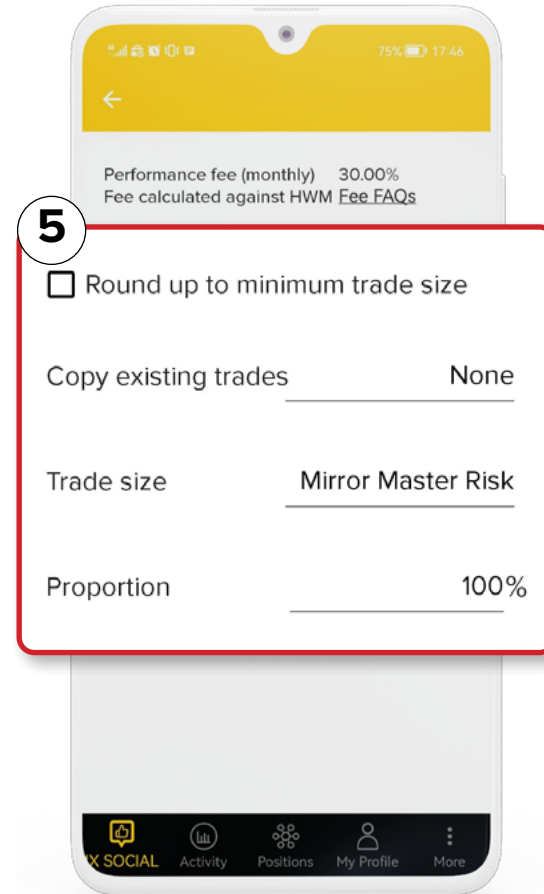 75% 17:46
Performance fee (monthly) 30.00%
Fee calculated against HWM Fee FAQs
5
Round up to minimum trade size
Copy existing trades None
Trade size Mirror Master Risk
Proportion 100%
X SOCIAL Activity Positions My Profile More